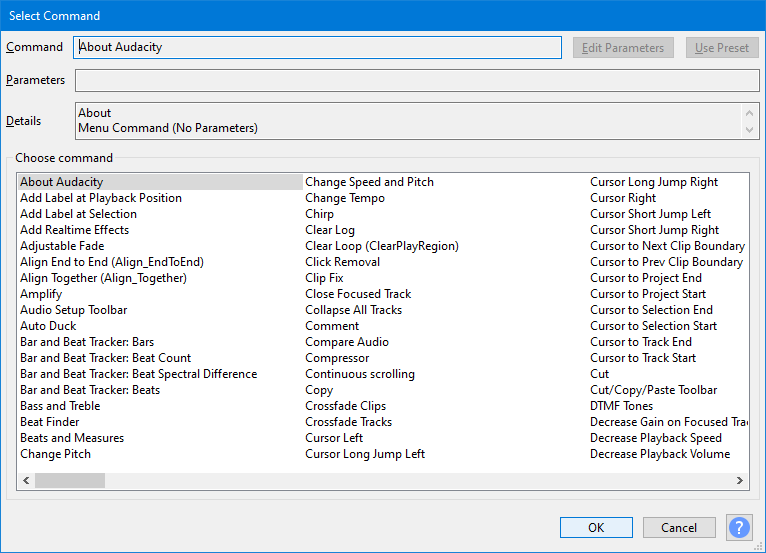 Select Command
Command
About Audacity
Edit Parameters
Use Preset
Parameters
Details
About
Menu Command (No Parameters)
Choose command
About Audacity
Add Label at Playback Position
Add Label at Selection
Add Realtime Effects
Adjustable Fade
Align End to End (Align_EndToEnd)
Align Together (Align_Together)
Amplify
Audio Setup Toolbar
Auto Duck
Bar and Beat Tracker: Bars
Bar and Beat Tracker: Beat Count
Bar and Beat Tracker: Beat Spectral Difference
Bar and Beat Tracker: Beats
Bass and Treble
Beat Finder
Beats and Measures
Change Pitch
Change Speed and Pitch
Change Tempo
Chirp
Clear Log
Clear Loop (ClearPlayRegion)
Click Removal
Clip Fix
Close Focused Track
Collapse All Tracks
Comment
Compare Audio
Compressor
Continuous scrolling
Copy
Crossfade Clips
Crossfade Tracks
Cursor Left
Cursor Long Jump Left
Cursor Long Jump Right
Cursor Right
Cursor Short Jump Left
Cursor Short Jump Right
Cursor to Next Clip Boundary
Cursor to Prev Clip Boundary
Cursor to Project End
Cursor to Project Start
Cursor to Selection End
Cursor to Selection Start
Cursor to Track End
Cursor to Track Start
Cut
Cut/Copy/Paste Toolbar
DTMF Tones
Decrease Gain on Focused Tra
Decrease Playback Speed
Decrease Playback Volume
OK
Cancel
?